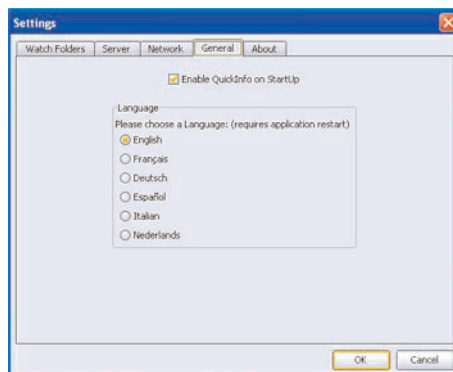 Settings
Watch Folders Server Network General About
Enable QuickInfo on StartUp
Language
Please choose a Language: (requires application restart)
English
Français
Deutsch
Español
Italian
Nederlands
OK Cancel